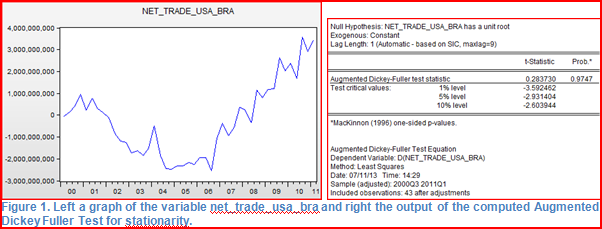 NET_TRADE_USA_BRA
4,000,000,000
3,000,000,000
2,000,000,000
1,000,000,000
0
-1,000,000,000
-2,000,000,000
-3,000,000,000
00 01 02 03 04 05 06 07 08 09 10 11
Null Hypothesis: NET_TRADE_USA_BRA has a unit root
Exogenous: Constant
Lag Length: 1 (Automatic - based on SIC, maxlag=9)
t-Statistic Prob.*
Augmented Dickey-Fuller test statistic 0.283730 0.9747
Test critical values: 1% level -3.592462
5% level -2.931404
10% level -2.603944
*MacKinnon (1996) one-sided p-values.
Augmented Dickey-Fuller Test Equation
Dependent Variable: D(NET_TRADE_USA_BRA)
Method: Least Squares
Date: 07/11/13 Time: 14:29
Sample (adjusted): 2000Q3 2011Q1
Included observations: 43 after adjustments
Figure 1. Left a graph of the variable net_trade_usa_bra and right the output of the computed Augmented
Dickey Fuller Test for stationarity.